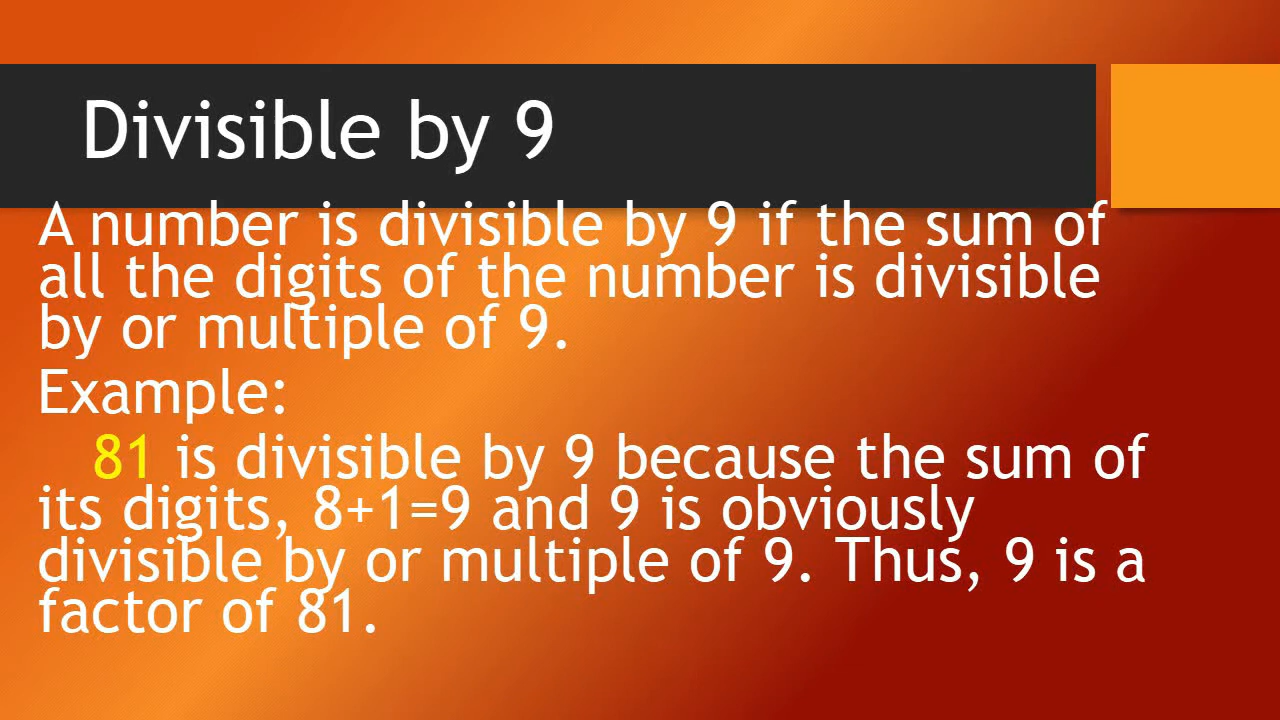 Divisible by 9
A number is divisible by 9 if the sum of
all the digits of the number is divisible
by or multiple of 9.
Example:
81 is divisible by 9 because the sum of
its digits, 8+1=9 and 9 is obviously
divisible by or multiple of 9. Thus, 9 is a
factor of 81.